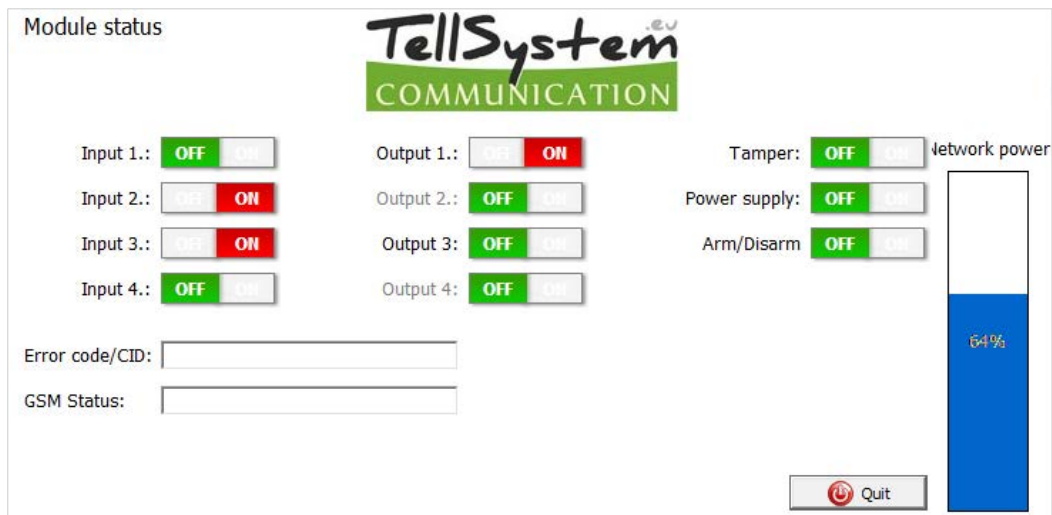 Module status
TellSystem.eu
COMMUNICATION
Input 1.: OFF ON Output 1.: OFF ON Tamper: OFF ON Network power
Input 2.: OFF ON Output 2.: OFF ON Power supply: OFF ON
Input 3.: OFF ON Output 3: OFF ON Arm/Disarm OFF ON
Input 4.: OFF ON Output 4: OFF ON
64%
Error code/CID:
GSM Status:
Quit